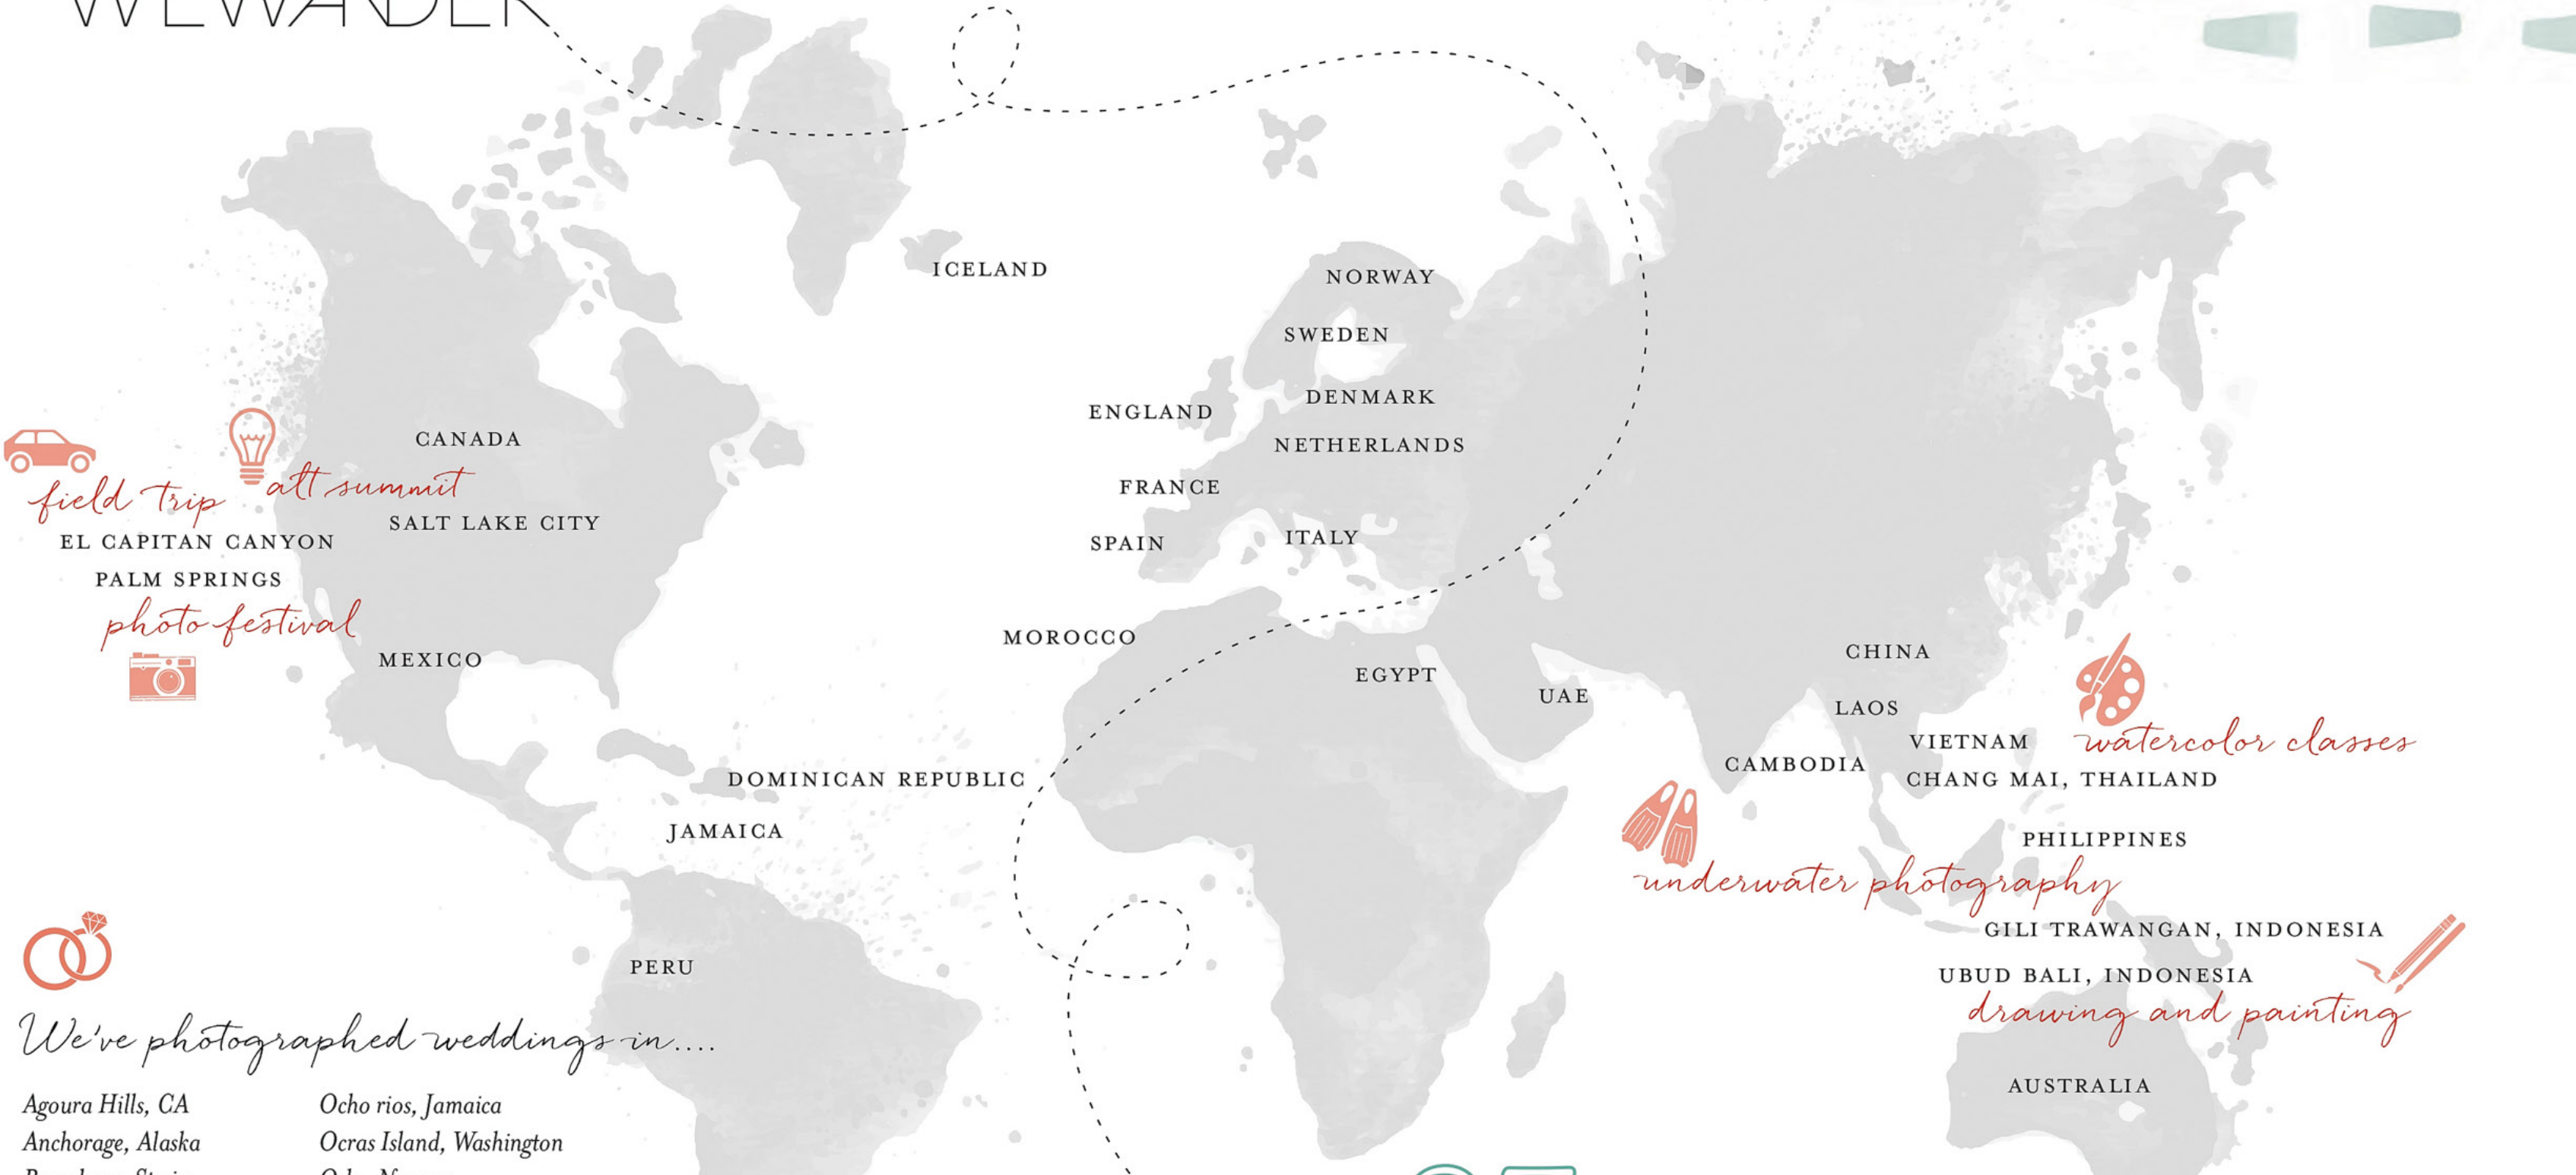 WEWANDER
ICELAND
NORWAY
SWEDEN
DENMARK
ENGLAND
NETHERLANDS
FRANCE
SPAIN
ITALY
CANADA
field trip
alt summit
SALT LAKE CITY
EL CAPITAN CANYON
PALM SPRINGS
photo festival
MEXICO
MOROCCO
EGYPT
UAE
CHINA
LAOS
VIETNAM
watercolor classes
CAMBODIA
CHANG MAI, THAILAND
DOMINICAN REPUBLIC
JAMAICA
PHILIPPINES
underwater photography
GILI TRAWANGAN, INDONESIA
PERU
UBUD BALI, INDONESIA
drawing and painting
AUSTRALIA
We've photographed weddings in....
Agoura Hills, CA
Anchorage, Alaska
Ocho rios, Jamaica
Ocras Island, Washington